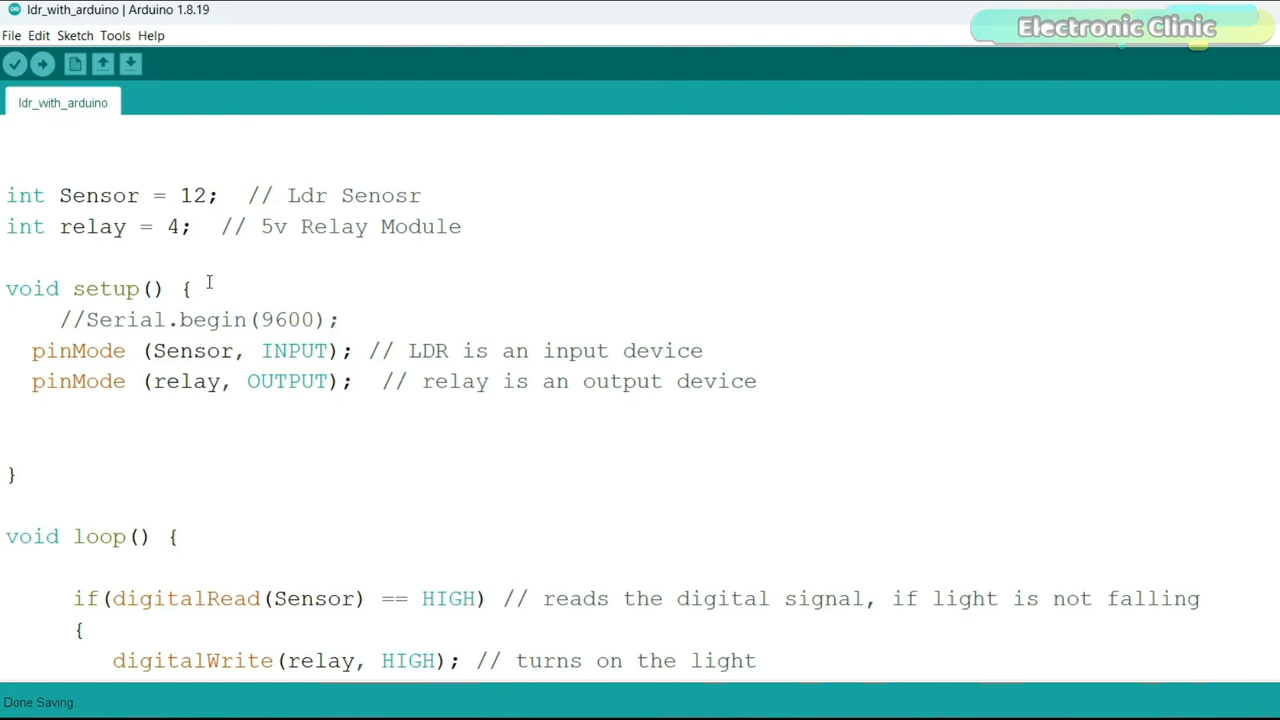 ldr_with_arduino | Arduino 1.8.19
Electronic Clinic
File Edit Sketch Tools Help
ldr_with_arduino
int Sensor = 12;  // Ldr Senosr
int relay = 4;  // 5v Relay Module
void setup() {
//Serial.begin(9600);
pinMode (Sensor, INPUT); // LDR is an input device
pinMode (relay, OUTPUT);  // relay is an output device
}
void loop() {
if(digitalRead(Sensor) == HIGH) // reads the digital signal, if light is not falling
{
digitalWrite(relay, HIGH); // turns on the light
Done Saving.